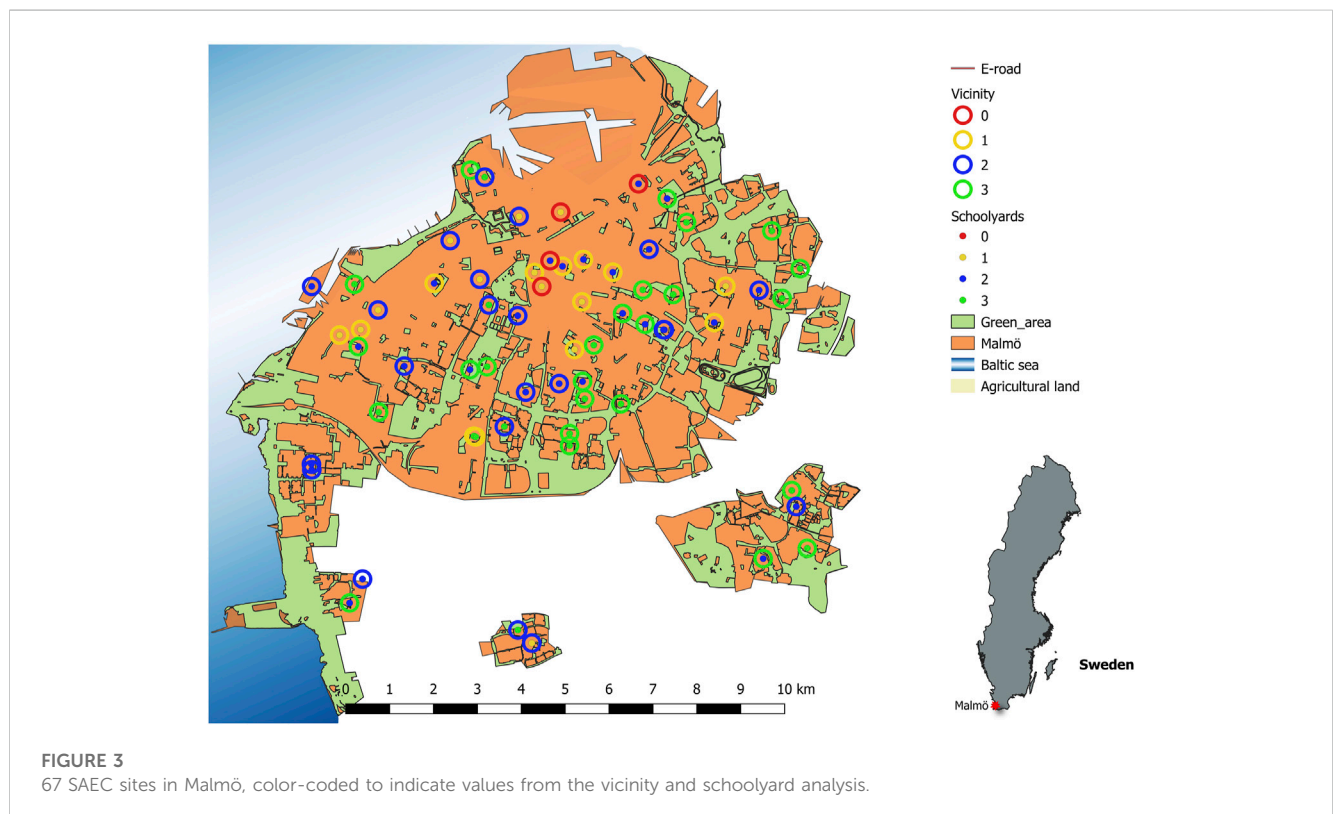 E-road
Vicinity
0
1
2
3
Schoolyards
0
1
2
3
Green_area
Malmö
Baltic sea
Agricultural land
Sweden
Malmö
0 1 2 3 4 5 6 7 8 9 10 km
FIGURE 3
67 SAEC sites in Malmö, color-coded to indicate values from the vicinity and schoolyard analysis.